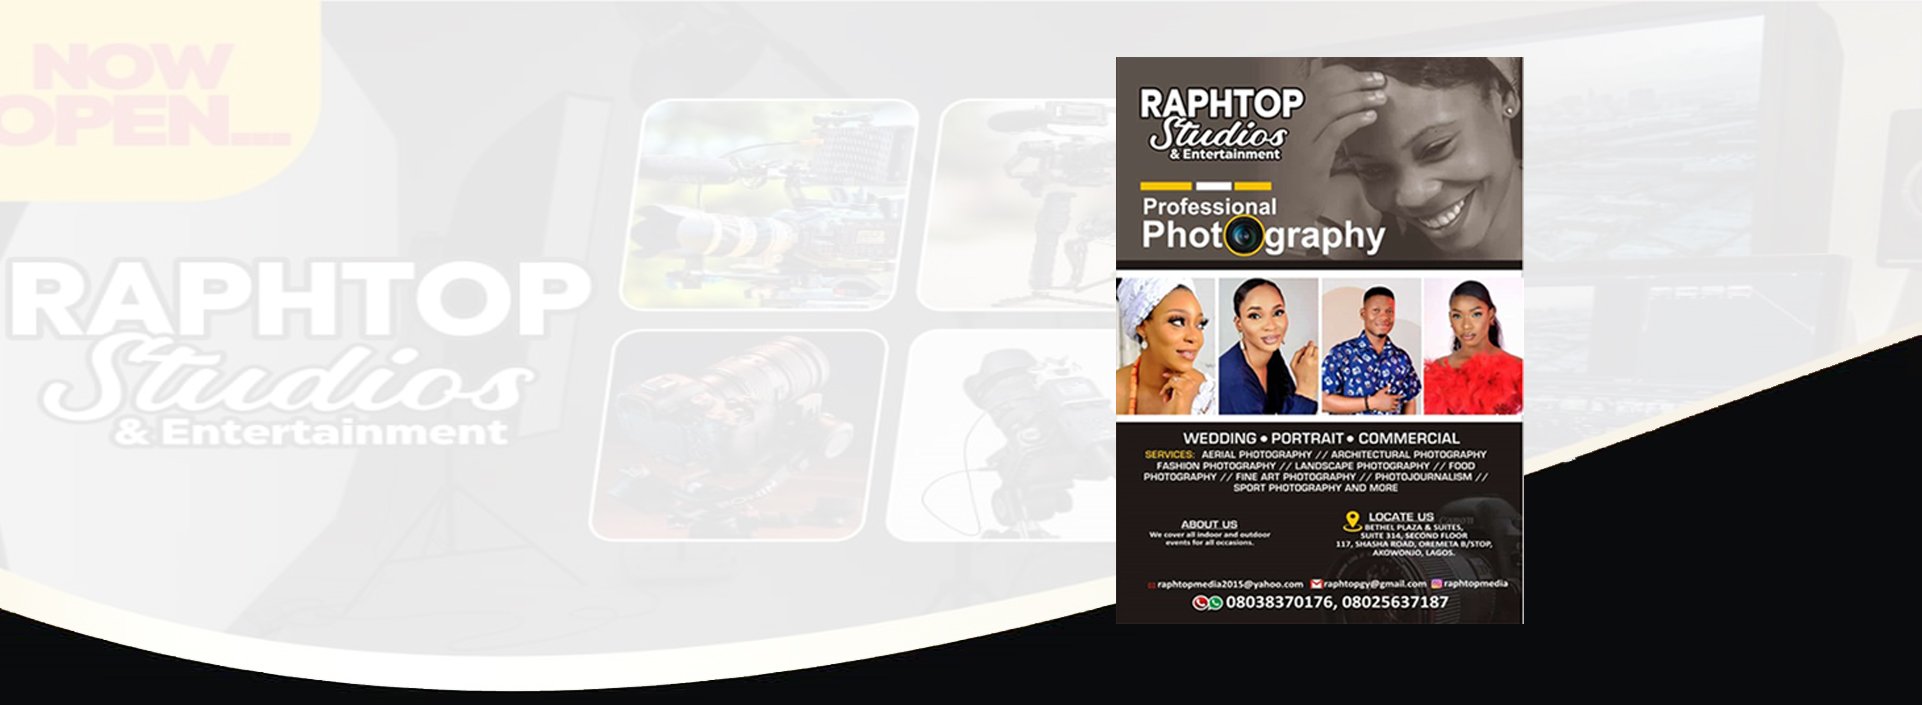 NOW
OPEN....
RAPHTOP
Studios
& Entertainment
RAPHTOP
Studios
& Entertainment
Professional
Photography
WEDDING • PORTRAIT • COMMERCIAL
SERVICES: AERIAL PHOTOGRAPHY // ARCHITECTURAL PHOTOGRAPHY
FASHION PHOTOGRAPHY // LANDSCAPE PHOTOGRAPHY // FOOD
PHOTOGRAPHY // FINE ART PHOTOGRAPHY // PHOTOJOURNALISM //
SPORT PHOTOGRAPHY AND MORE
ABOUT US
We cover all indoor and outdoor
events for all occasions.
LOCATE US
BETHEL PLAZA & SUITES,
SUITE 314, SECOND FLOOR
117, SHASHA ROAD, OREMETA B/STOP,
AKOWONJO, LAGOS.
raphtopmedia2015@yahoo.com raphtopgy@gmail.com raphtopmedia
08038370176, 08025637187